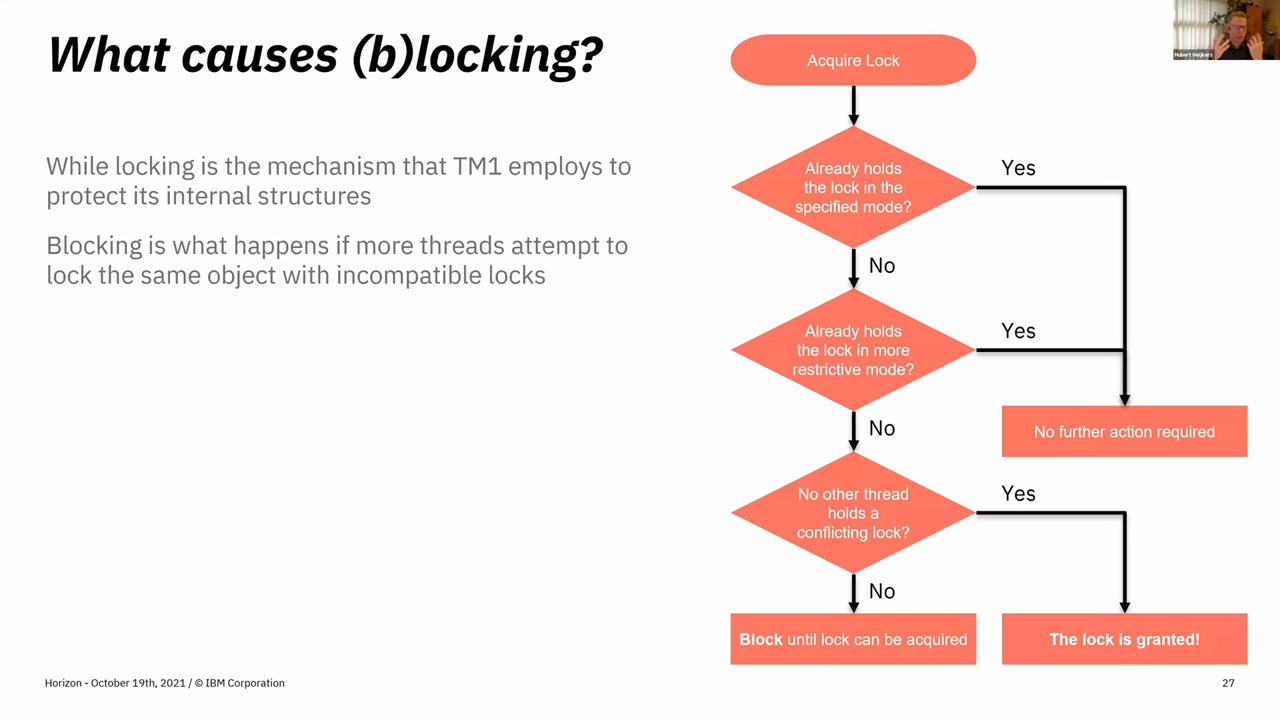 What causes (b)locking?
While locking is the mechanism that TM1 employs to
protect its internal structures
Blocking is what happens if more threads attempt to
lock the same object with incompatible locks
Acquire Lock
Already holds
the lock in the
specified mode?
Yes
No
Already holds
the lock in more
restrictive mode?
Yes
No further action required
No
No other thread
holds a
conflicting lock?
Yes
No
Block until lock can be acquired
The lock is granted!
Hubert Heijkers
Horizon - October 19th, 2021 / © IBM Corporation
27